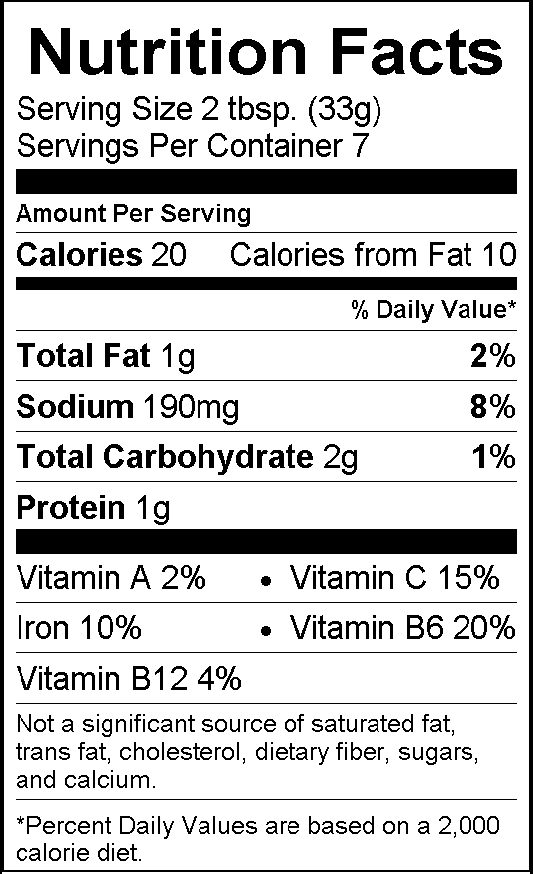 Nutrition Facts
Serving Size 2 tbsp. (33g)
Servings Per Container 7
Amount Per Serving
Calories 20 Calories from Fat 10
% Daily Value*
Total Fat 1g 2%
Sodium 190mg 8%
Total Carbohydrate 2g 1%
Protein 1g
Vitamin A 2% • Vitamin C 15%
Iron 10% • Vitamin B6 20%
Vitamin B12 4%
Not a significant source of saturated fat,
trans fat, cholesterol, dietary fiber, sugars,
and calcium.
*Percent Daily Values are based on a 2,000
calorie diet.